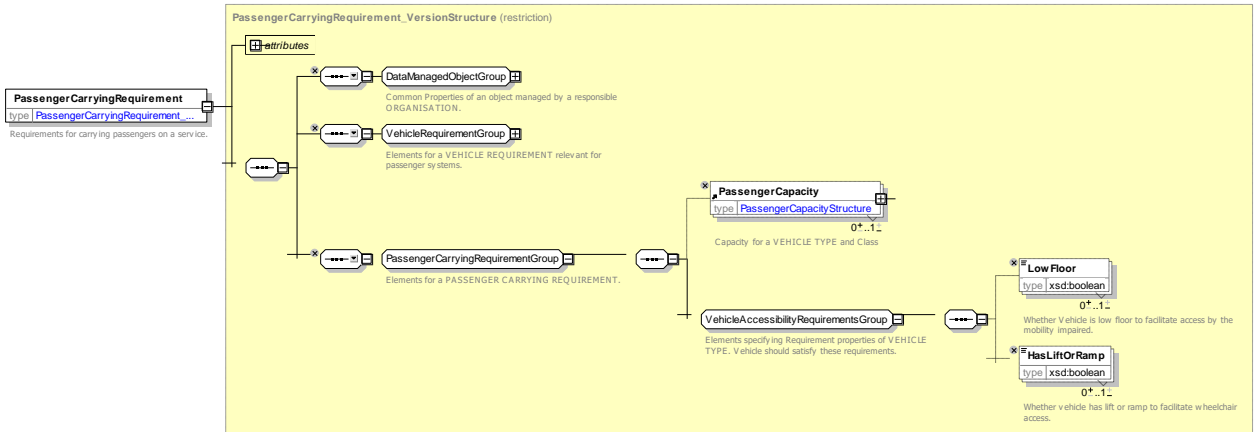 PassengerCarryingRequirement_VersionStructure (restriction)
attributes
DataManagedObjectGroup
Common Properties of an object managed by a responsible
ORGANISATION.
PassengerCarryingRequirement
type PassengerCarryingRequirement_...
Requirements for carrying passengers on a service.
VehicleRequirementGroup
Elements for a VEHICLE REQUIREMENT relevant for
passenger systems.
PassengerCapacity
type PassengerCapacityStructure
0..1
Capacity for a VEHICLE TYPE and Class
PassengerCarryingRequirementGroup
Elements for a PASSENGER CARRYING REQUIREMENT.
LowFloor
type xsd:boolean
0..1
Whether Vehicle is low floor to facilitate access by the
mobility impaired.
VehicleAccessibilityRequirementsGroup
Elements specifying Requirement properties of VEHICLE
TYPE. Vehicle should satisfy these requirements.
HasLiftOrRamp
type xsd:boolean
0..1
Whether vehicle has lift or ramp to facilitate wheelchair
access.